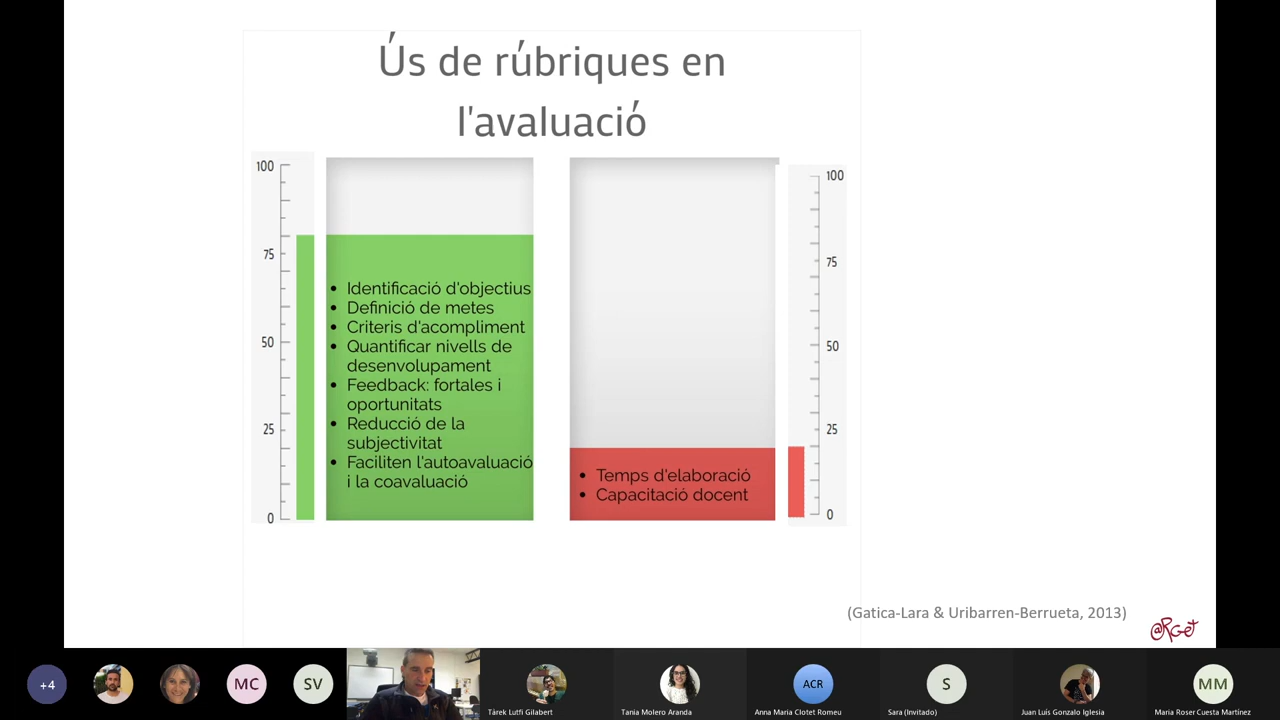 Ús de rúbriques en
l'avaluació
100
75
50
25
0
• Identificació d'objectius
• Definició de metes
• Criteris d'acompliment
• Quantificar nivells de
desenvolupament
• Feedback: fortales i
oportunitats
• Reducció de la
subjectivitat
• Faciliten l'autoavaluació
i la coavaluació
• Temps d'elaboració
• Capacitació docent
100
75
50
25
0
(Gatica-Lara & Uribarren-Berrueta, 2013)
@RGET
+4
MC
SV
Tàrek Lutfi Gilabert
Tania Molero Aranda
ACR
Anna Maria Clotet Romeu
S
Sara (Invitado)
Juan Luís Gonzalo Iglesia
MM
Maria Roser Cuesta Martínez